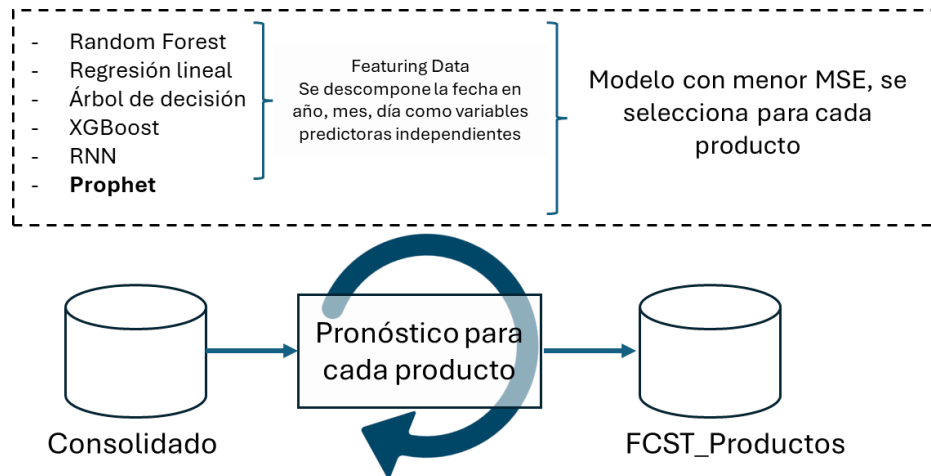 - Random Forest
- Regresión lineal
- Árbol de decisión
- XGBoost
- RNN
- Prophet
Featuring Data
Se descompone la fecha en
año, mes, día como variables
predictoras independientes
Modelo con menor MSE, se
selecciona para cada
producto
Pronóstico para
cada producto
Consolidado
FCST_Productos